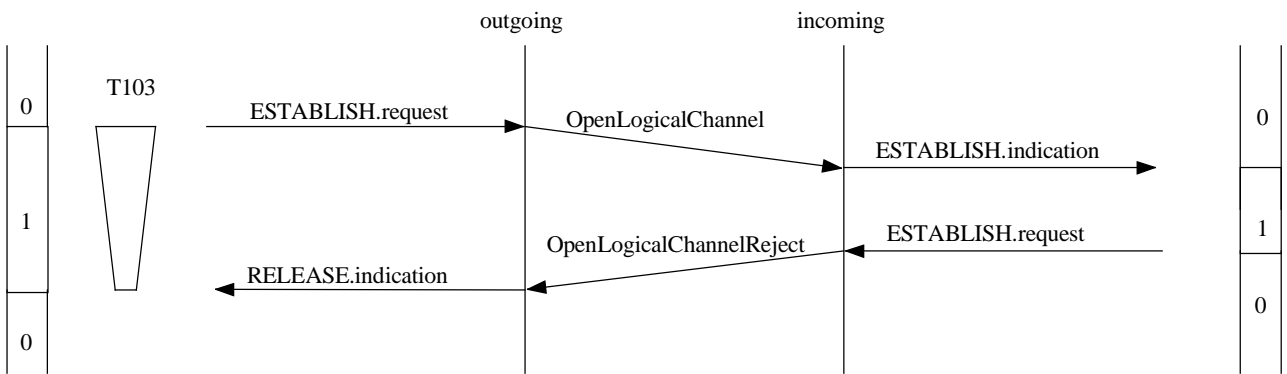 outgoing
incoming
T103
0
ESTABLISH.request
OpenLogicalChannel
0
ESTABLISH.indication
1
OpenLogicalChannelReject
ESTABLISH.request
1
RELEASE.indication
0
0